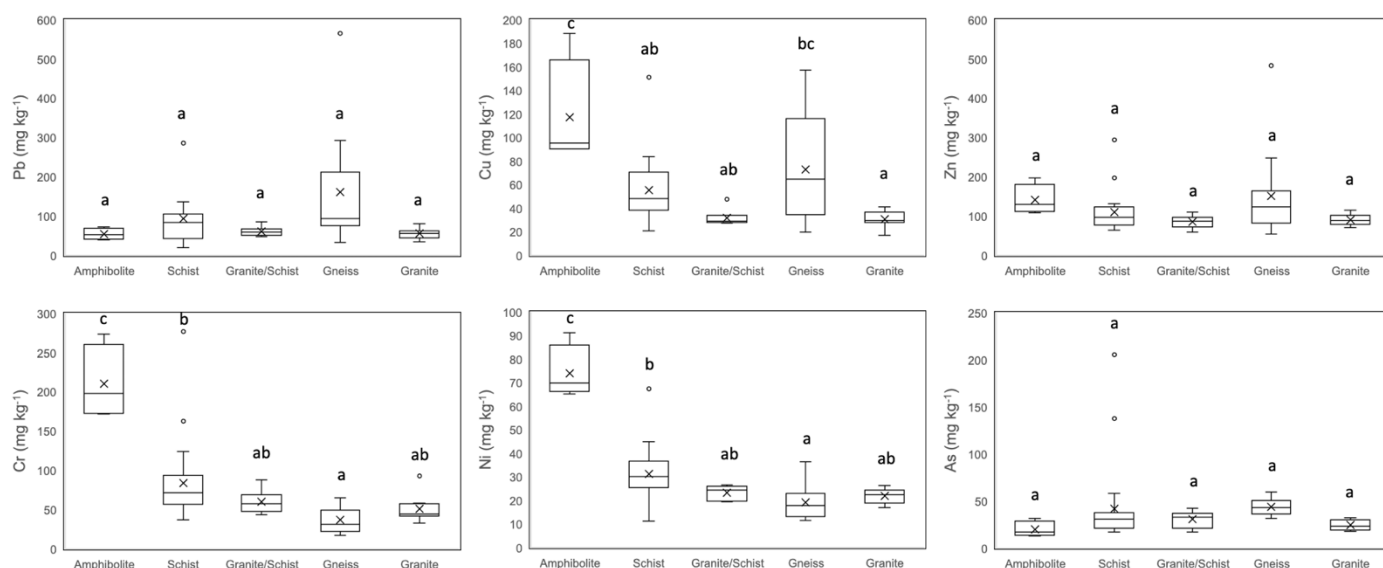 Pb (mg kg-1)
600
500
400
300
200
100
0
a
a
a
a
a
Amphibolite Schist Granite/Schist Gneiss Granite
Cu (mg kg-1)
200
180
160
140
120
100
80
60
40
20
0
c
ab
ab
bc
a
Amphibolite Schist Granite/Schist Gneiss Granite
Zn (mg kg-1)
600
500
400
300
200
100
0
a
a
a
a
a
Amphibolite Schist Granite/Schist Gneiss Granite
Cr (mg kg-1)
300
250
200
150
100
50
0
c
b
ab
a
ab
Amphibolite Schist Granite/Schist Gneiss Granite
Ni (mg kg-1)
100
90
80
70
60
50
40
30
20
10
0
c
b
ab
a
ab
Amphibolite Schist Granite/Schist Gneiss Granite
As (mg kg-1)
250
200
150
100
50
0
a
a
a
a
a
Amphibolite Schist Granite/Schist Gneiss Granite